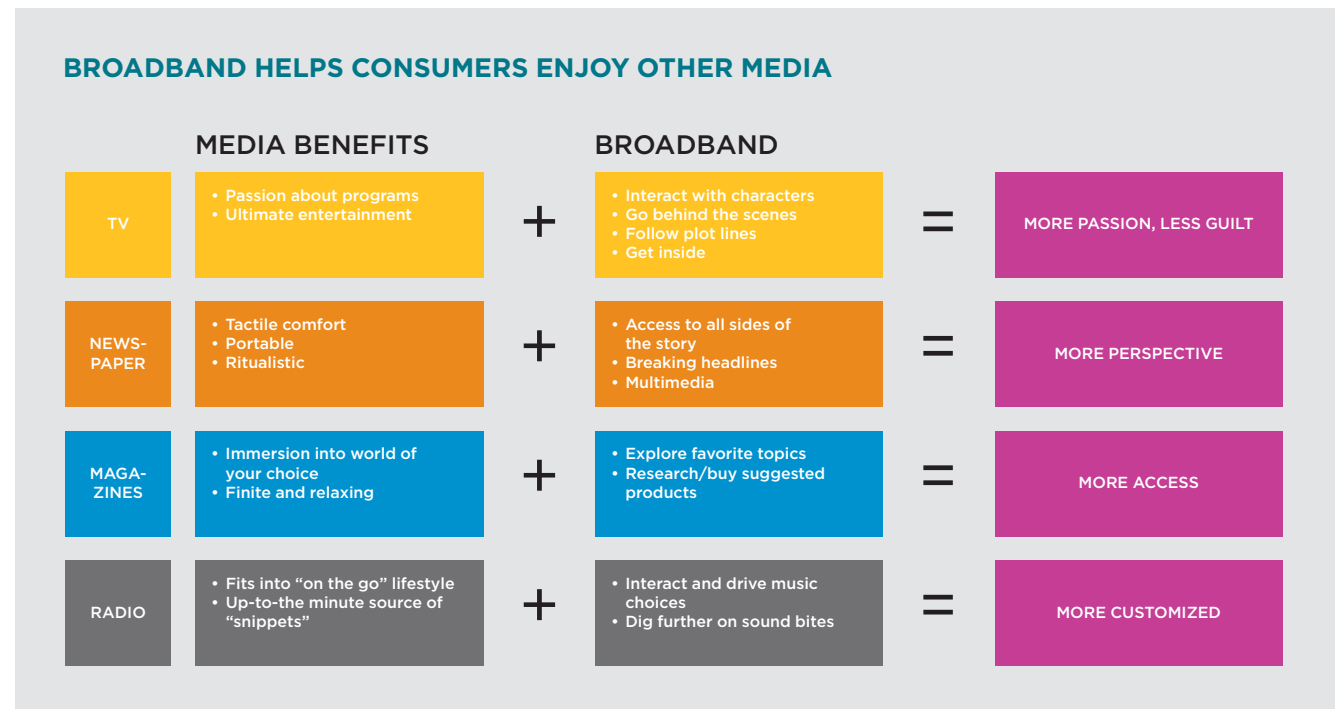 BROADBAND HELPS CONSUMERS ENJOY OTHER MEDIA
MEDIA BENEFITS
BROADBAND
TV
• Passion about programs
• Ultimate entertainment
+
• Interact with characters
• Go behind the scenes
• Follow plot lines
• Get inside
=
MORE PASSION, LESS GUILT
NEWS-
PAPER
• Tactile comfort
• Portable
• Ritualistic
+
• Access to all sides of
the story
• Breaking headlines
• Multimedia
=
MORE PERSPECTIVE
MAGA-
ZINES
• Immersion into world of
your choice
• Finite and relaxing
+
• Explore favorite topics
• Research/buy suggested
products
=
MORE ACCESS
RADIO
• Fits into “on the go” lifestyle
• Up-to-the minute source of
“snippets”
+
• Interact and drive music
choices
• Dig further on sound bites
=
MORE CUSTOMIZED